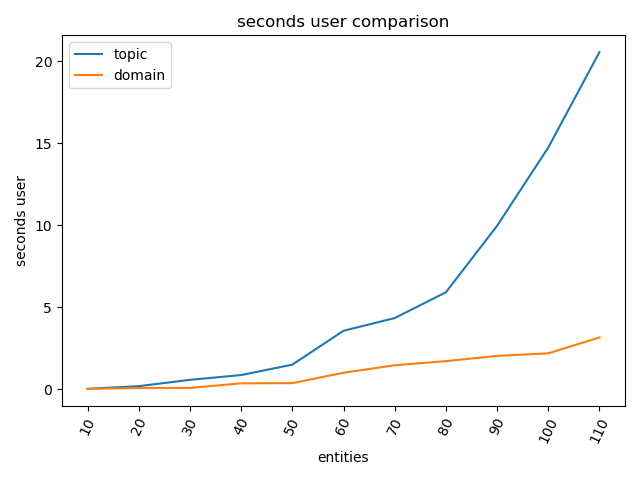 seconds user comparison
topic
domain
seconds user
20
15
10
5
0
10 20 30 40 50 60 70 80 90 100 110
entities